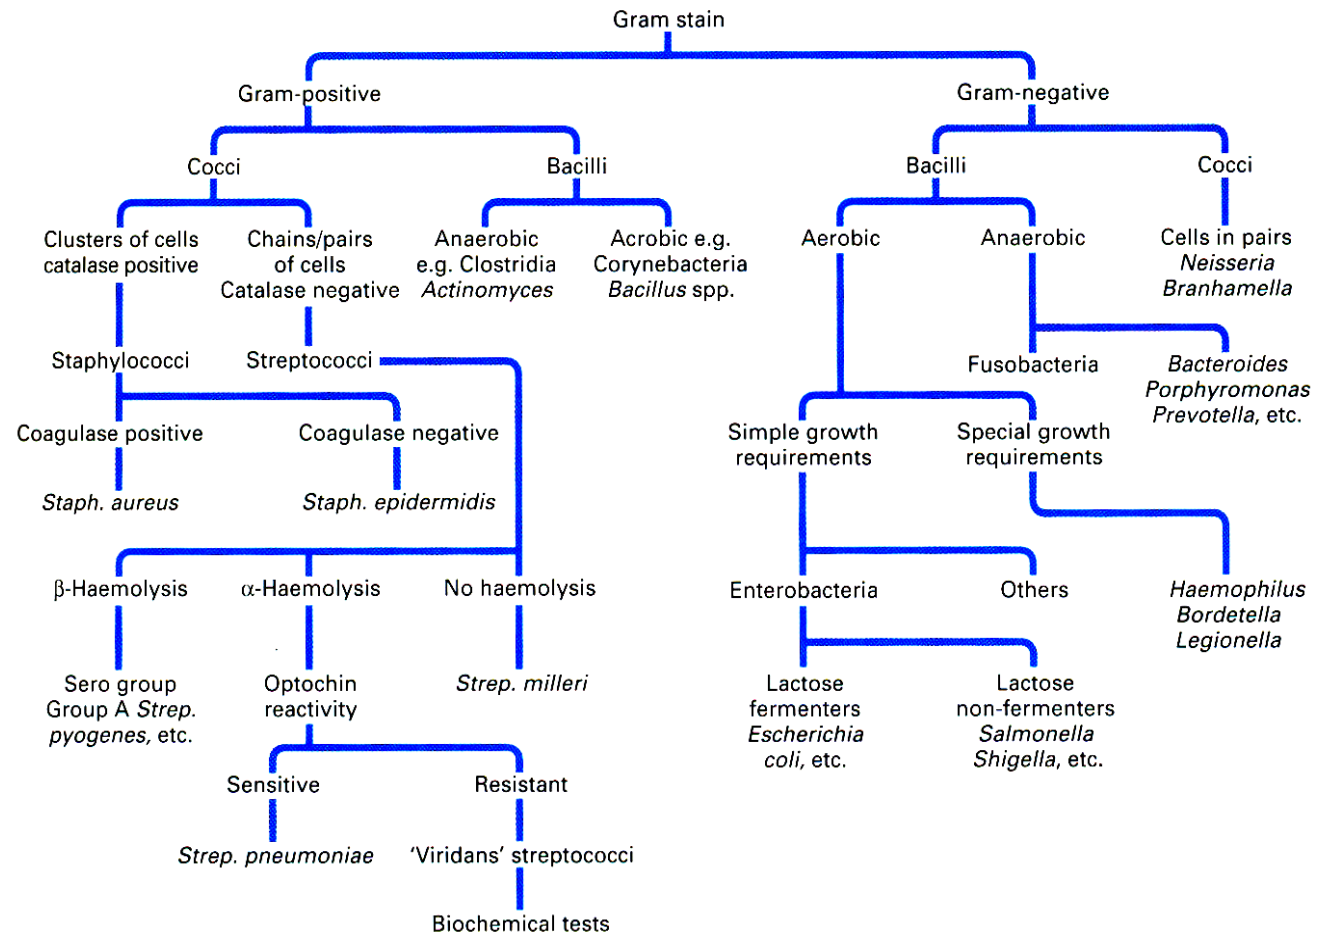 Gram stain
Gram-positive
Gram-negative
Cocci
Bacilli
Bacilli
Cocci
Clusters of cells
catalase positive
Chains/pairs
of cells
Catalase negative
Anaerobic
e.g. Clostridia
Actinomyces
Acrobic e.g.
Corynebacteria
Bacillus spp.
Aerobic
Anaerobic
Cells in pairs
Neisseria
Branhamella
Staphylococci
Streptococci
Fusobacteria
Bacteroides
Porphyromonas
Prevotella, etc.
Coagulase positive
Coagulase negative
Simple growth
requirements
Special growth
requirements
Staph. aureus
Staph. epidermidis
β-Haemolysis
α-Haemolysis
No haemolysis
Enterobacteria
Others
Haemophilus
Bordetella
Legionella
Sero group
Group A Strep.
pyogenes, etc.
Optochin
reactivity
Strep. milleri
Lactose
fermenters
Escherichia
coli, etc.
Lactose
non-fermenters
Salmonella
Shigella, etc.
Sensitive
Resistant
Strep. pneumoniae
‘Viridans’ streptococci
Biochemical tests